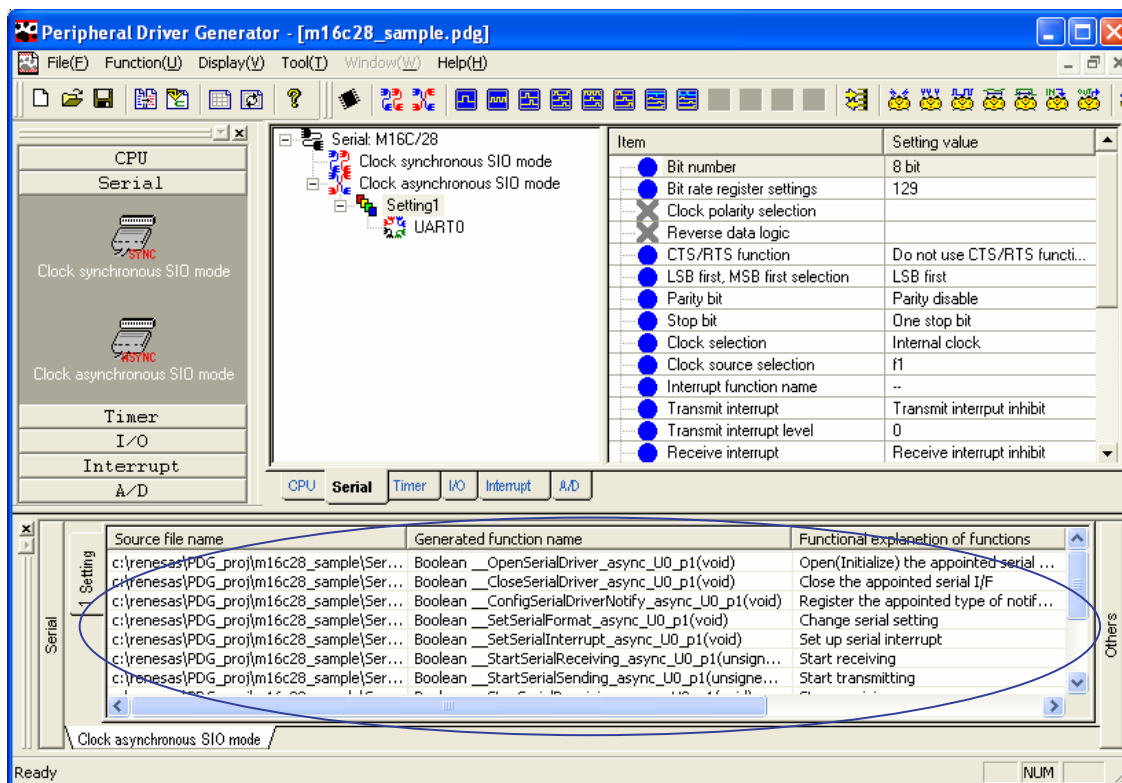 Peripheral Driver Generator - [m16c28_sample.pdg]
File(F) Function(U) Display(V) Tool(T) Window(W) Help(H)
CPU
Serial
SYNC
Clock synchronous SIO mode
ASYNC
Clock asynchronous SIO mode
Timer
I/O
Interrupt
A/D
Serial: M16C/28
Clock synchronous SIO mode
Clock asynchronous SIO mode
Setting1
UART0
Item Setting value
Bit number 8 bit
Bit rate register settings 129
Clock polarity selection
Reverse data logic
CTS/RTS function Do not use CTS/RTS functi...
LSB first, MSB first selection LSB first
Parity bit Parity disable
Stop bit One stop bit
Clock selection Internal clock
Clock source selection f1
Interrupt function name --
Transmit interrupt Transmit interrput inhibit
Transmit interrupt level 0
Receive interrupt Receive interrupt inhibit
CPU Serial Timer I/O Interrupt A/D
Serial
1 Setting
Source file name Generated function name Functional explanetion of functions
c:\renesas\PDG_proj\m16c28_sample\Ser... Boolean __OpenSerialDriver_async_U0_p1(void) Open(Initialize) the appointed serial ...
c:\renesas\PDG_proj\m16c28_sample\Ser... Boolean __CloseSerialDriver_async_U0_p1(void) Close the appointed serial I/F
c:\renesas\PDG_proj\m16c28_sample\Ser... Boolean __ConfigSerialDriverNotify_async_U0_p1(void) Register the appointed type of notif...
c:\renesas\PDG_proj\m16c28_sample\Ser... Boolean __SetSerialFormat_async_U0_p1(void) Change serial setting
c:\renesas\PDG_proj\m16c28_sample\Ser... Boolean __SetSerialInterrupt_async_U0_p1(void) Set up serial interrupt
c:\renesas\PDG_proj\m16c28_sample\Ser... Boolean __StartSerialReceiving_async_U0_p1(unsign... Start receiving
c:\renesas\PDG_proj\m16c28_sample\Ser... Boolean __StartSerialSending_async_U0_p1(unsigne... Start transmitting
Others
Clock asynchronous SIO mode
Ready NUM